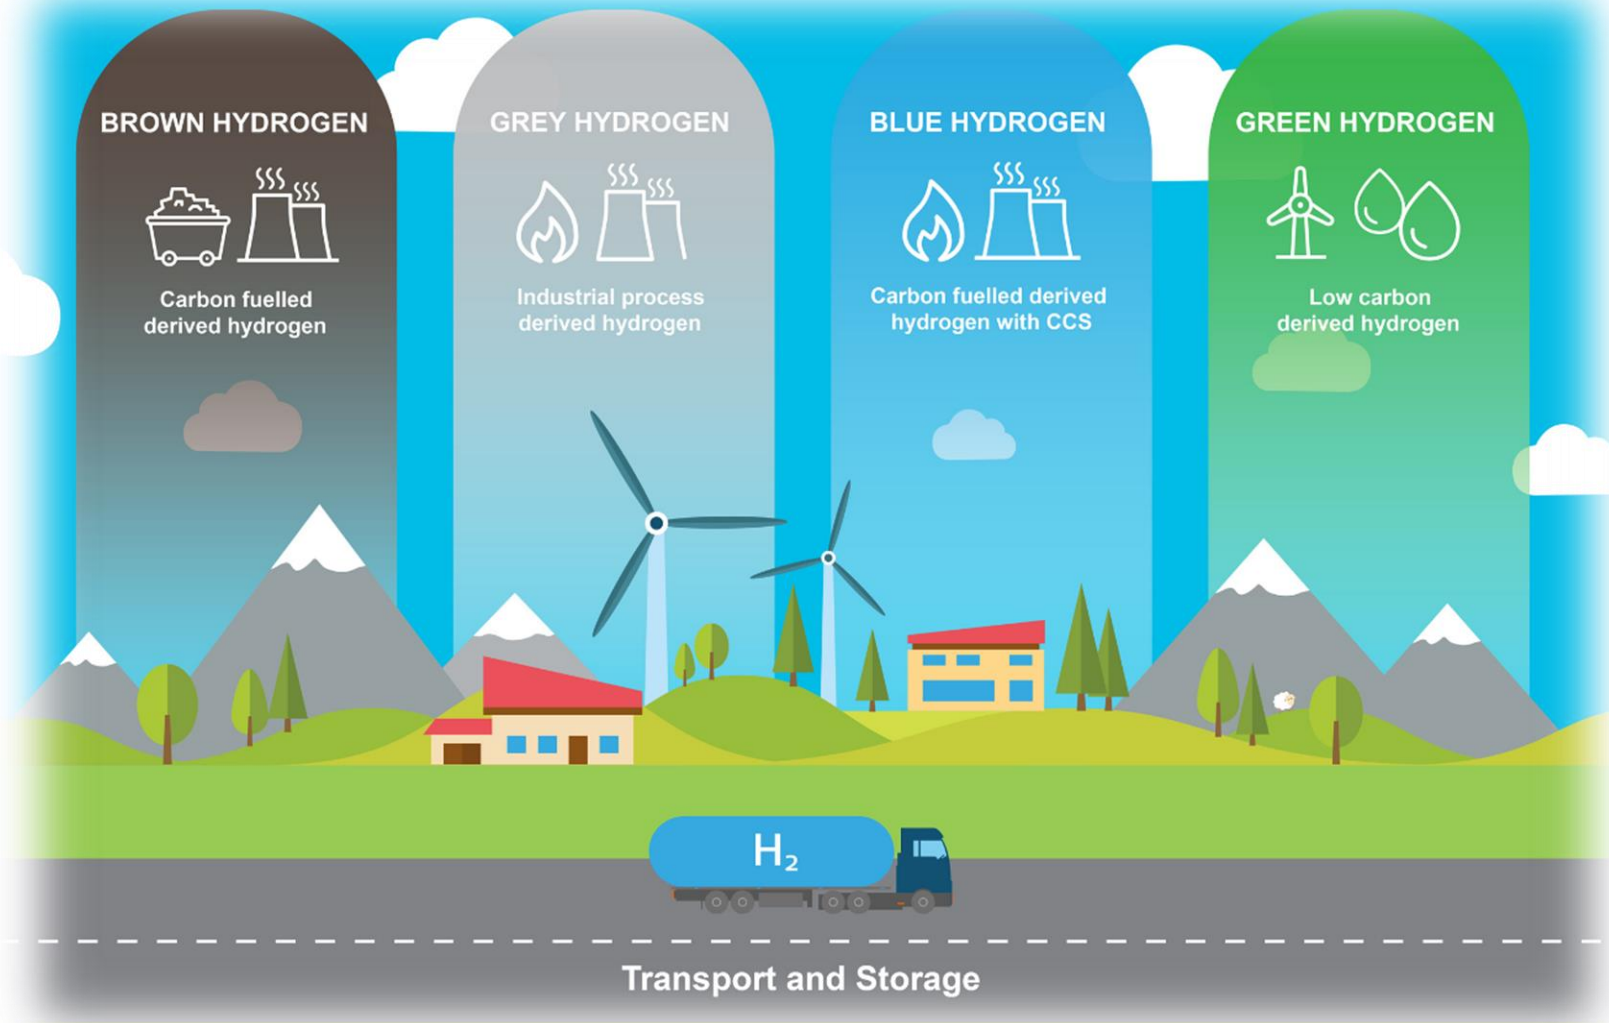 BROWN HYDROGEN
Carbon fuelled
derived hydrogen
GREY HYDROGEN
Industrial process
derived hydrogen
BLUE HYDROGEN
Carbon fuelled derived
hydrogen with CCS
GREEN HYDROGEN
Low carbon
derived hydrogen
H₂
Transport and Storage